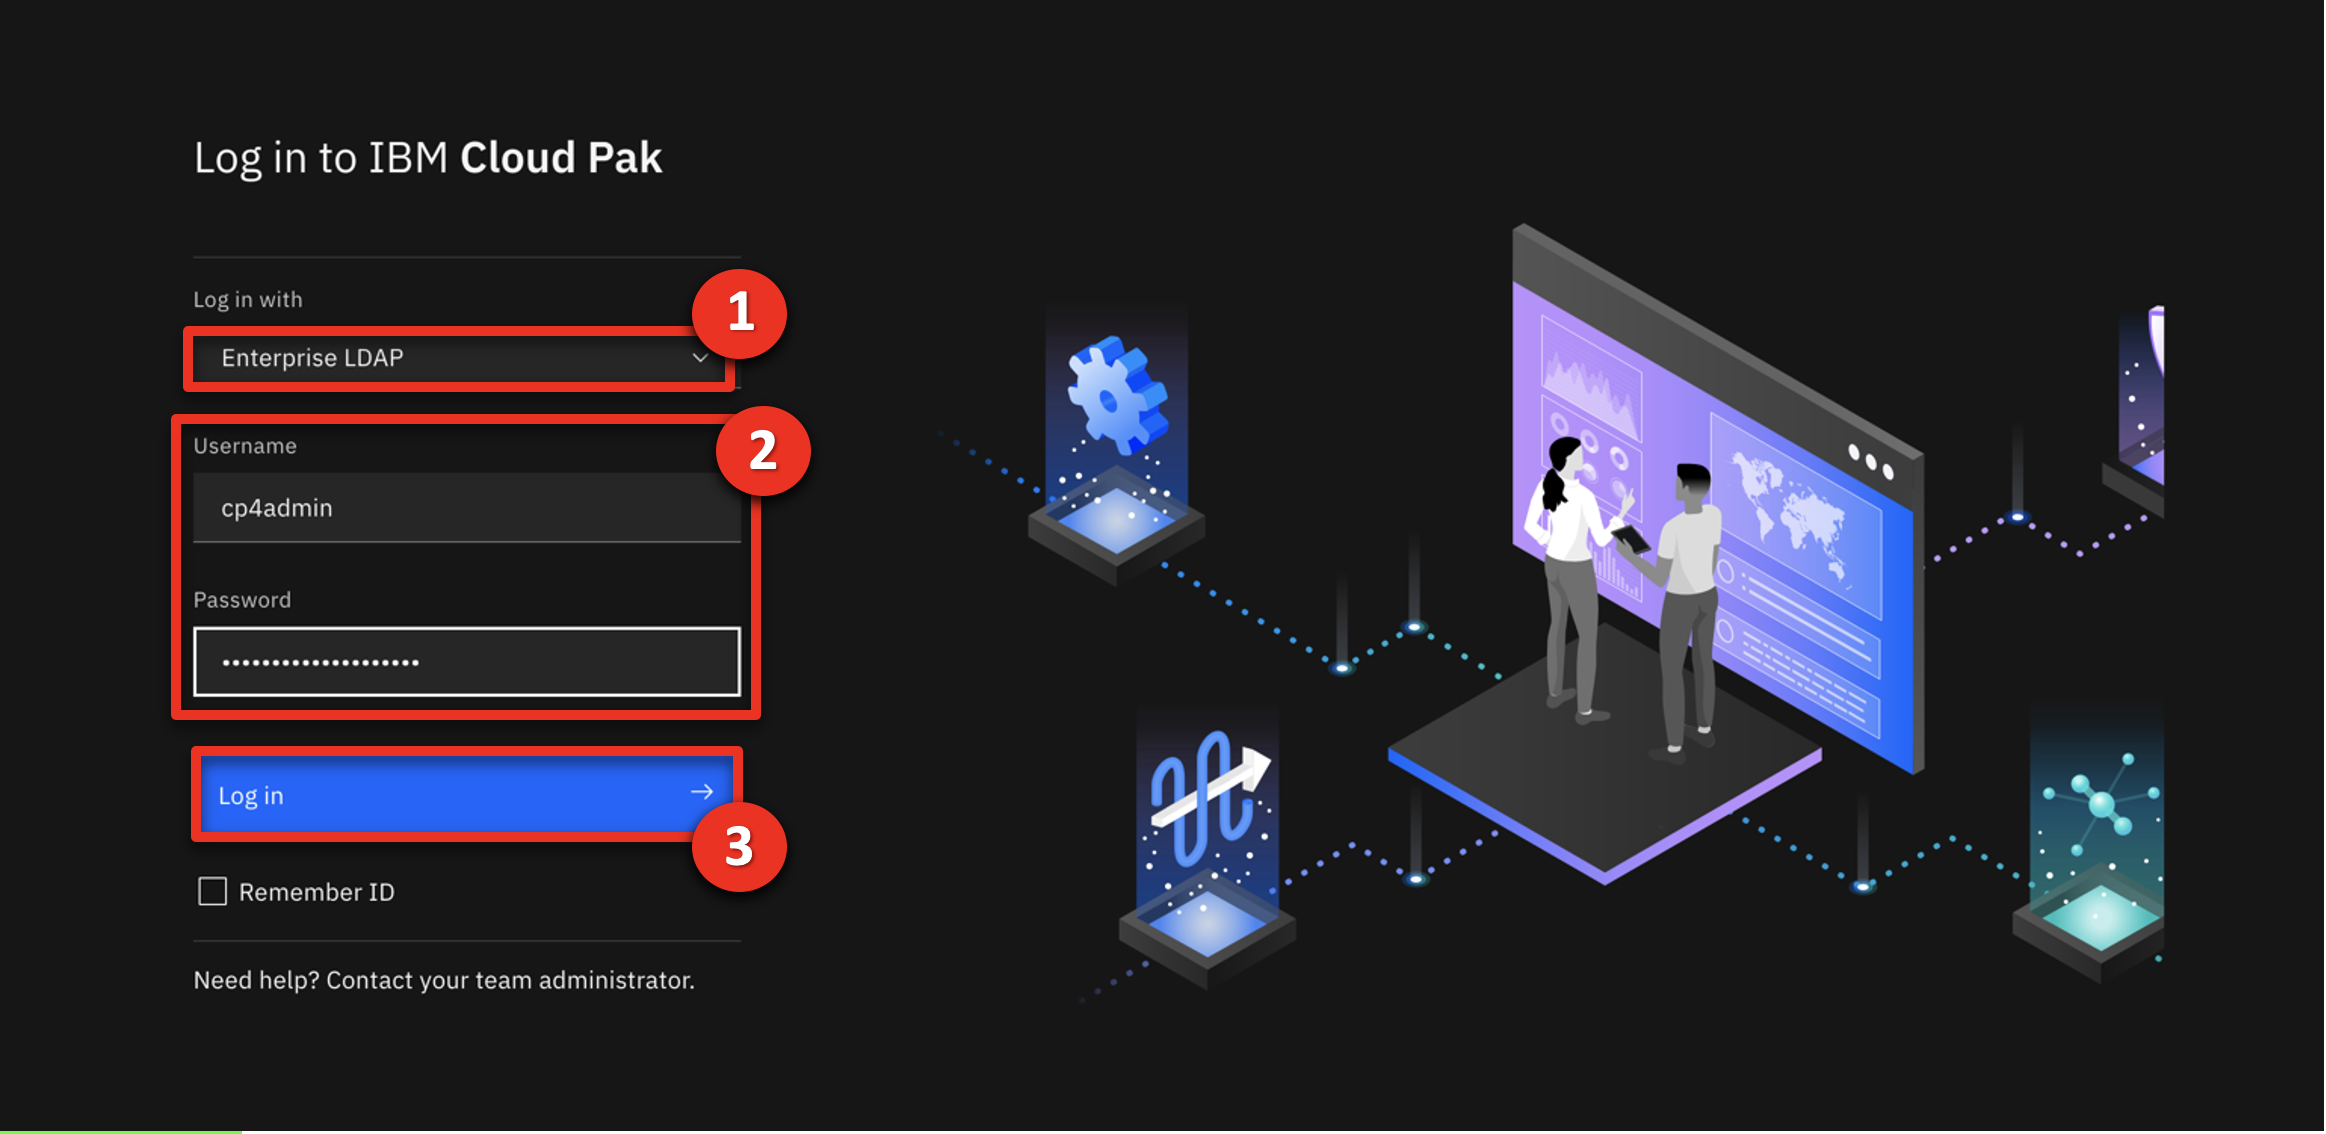 Log in to IBM Cloud Pak
Log in with
1
Enterprise LDAP
2
Username
cp4admin
Password
••••••••••••••••••••
Log in
3
Remember ID
Need help? Contact your team administrator.